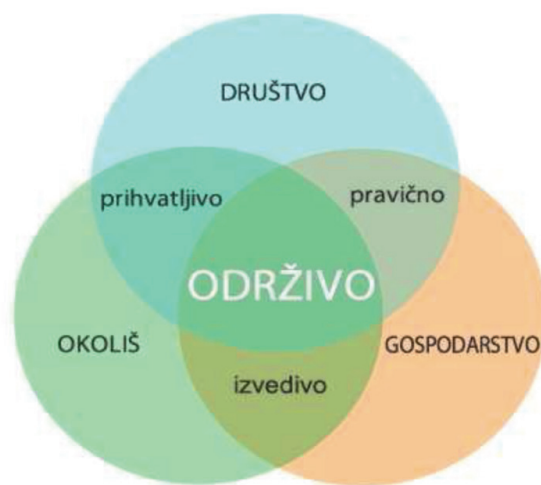 DRUŠTVO
prihvatljivo
pravično
ODRŽIVO
OKOLIŠ
GOSPODARSTVO
izvedivo